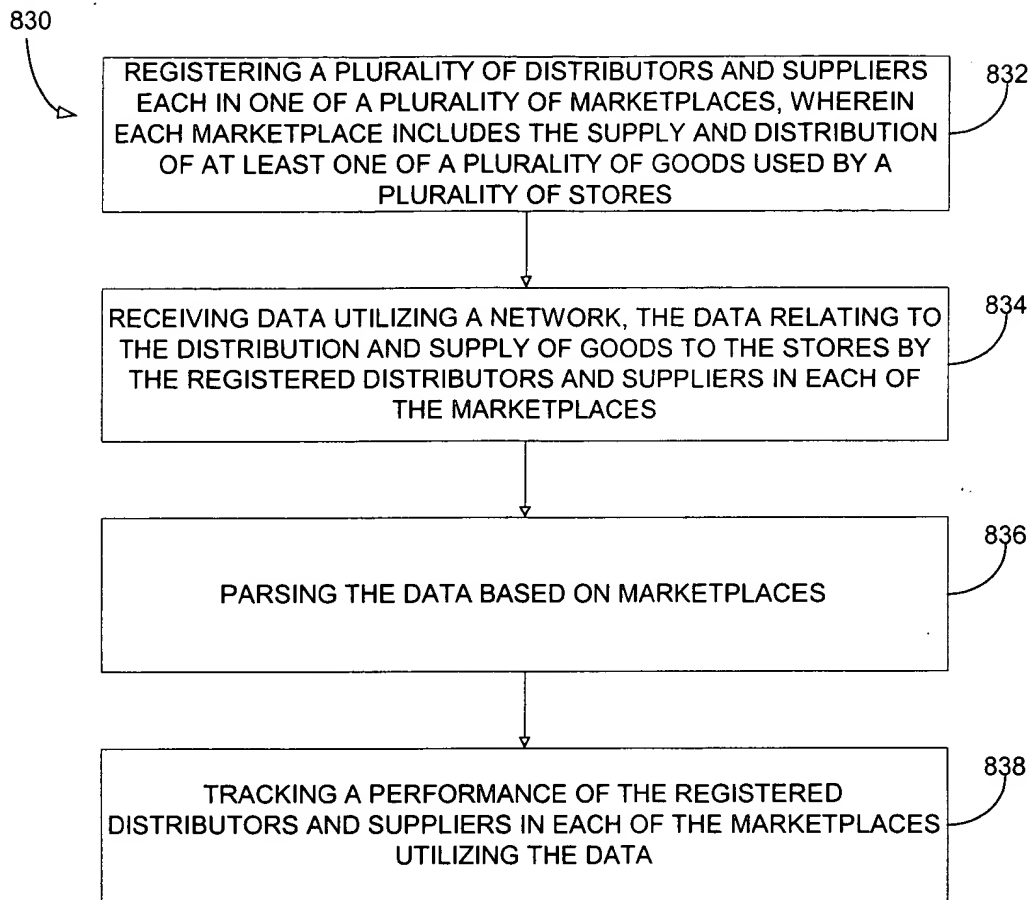 830
REGISTERING A PLURALITY OF DISTRIBUTORS AND SUPPLIERS
EACH IN ONE OF A PLURALITY OF MARKETPLACES, WHEREIN
EACH MARKETPLACE INCLUDES THE SUPPLY AND DISTRIBUTION
OF AT LEAST ONE OF A PLURALITY OF GOODS USED BY A
PLURALITY OF STORES
832
RECEIVING DATA UTILIZING A NETWORK, THE DATA RELATING TO
THE DISTRIBUTION AND SUPPLY OF GOODS TO THE STORES BY
THE REGISTERED DISTRIBUTORS AND SUPPLIERS IN EACH OF
THE MARKETPLACES
834
PARSING THE DATA BASED ON MARKETPLACES
836
TRACKING A PERFORMANCE OF THE REGISTERED
DISTRIBUTORS AND SUPPLIERS IN EACH OF THE MARKETPLACES
UTILIZING THE DATA
838